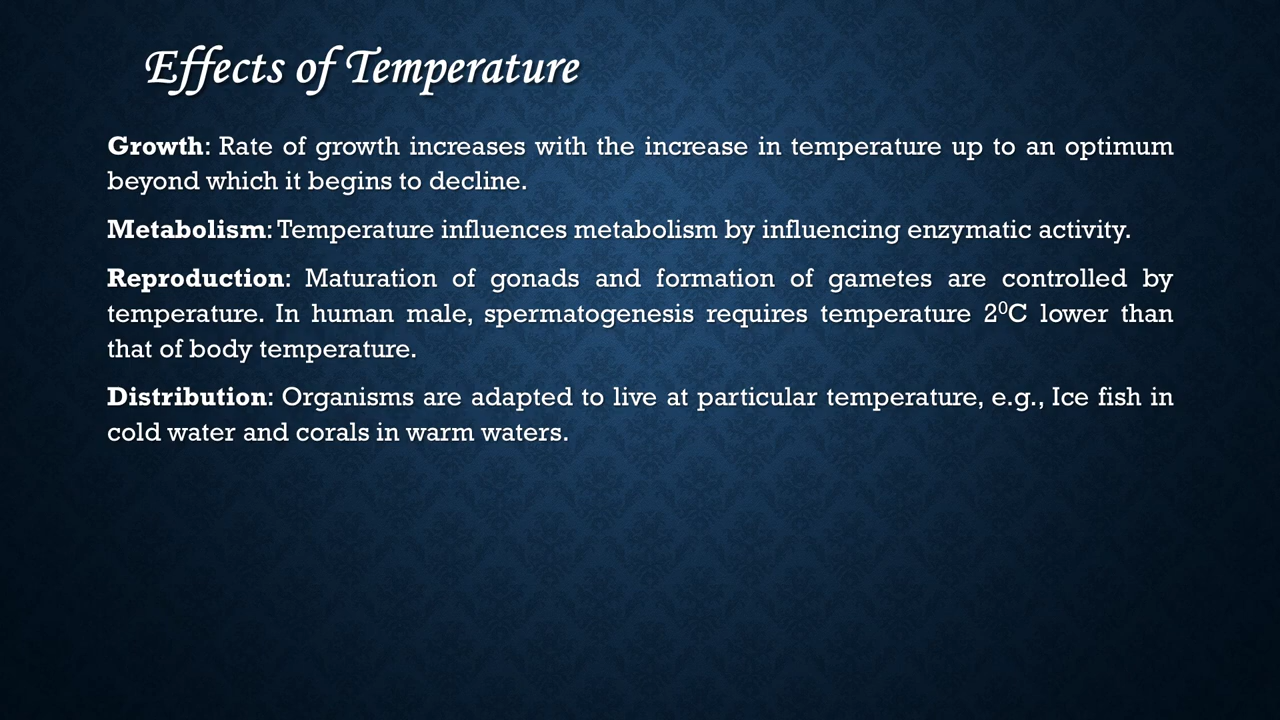 Effects of Temperature
Growth: Rate of growth increases with the increase in temperature up to an optimum
beyond which it begins to decline.
Metabolism: Temperature influences metabolism by influencing enzymatic activity.
Reproduction: Maturation of gonads and formation of gametes are controlled by
temperature. In human male, spermatogenesis requires temperature 2⁰C lower than
that of body temperature.
Distribution: Organisms are adapted to live at particular temperature, e.g., Ice fish in
cold water and corals in warm waters.